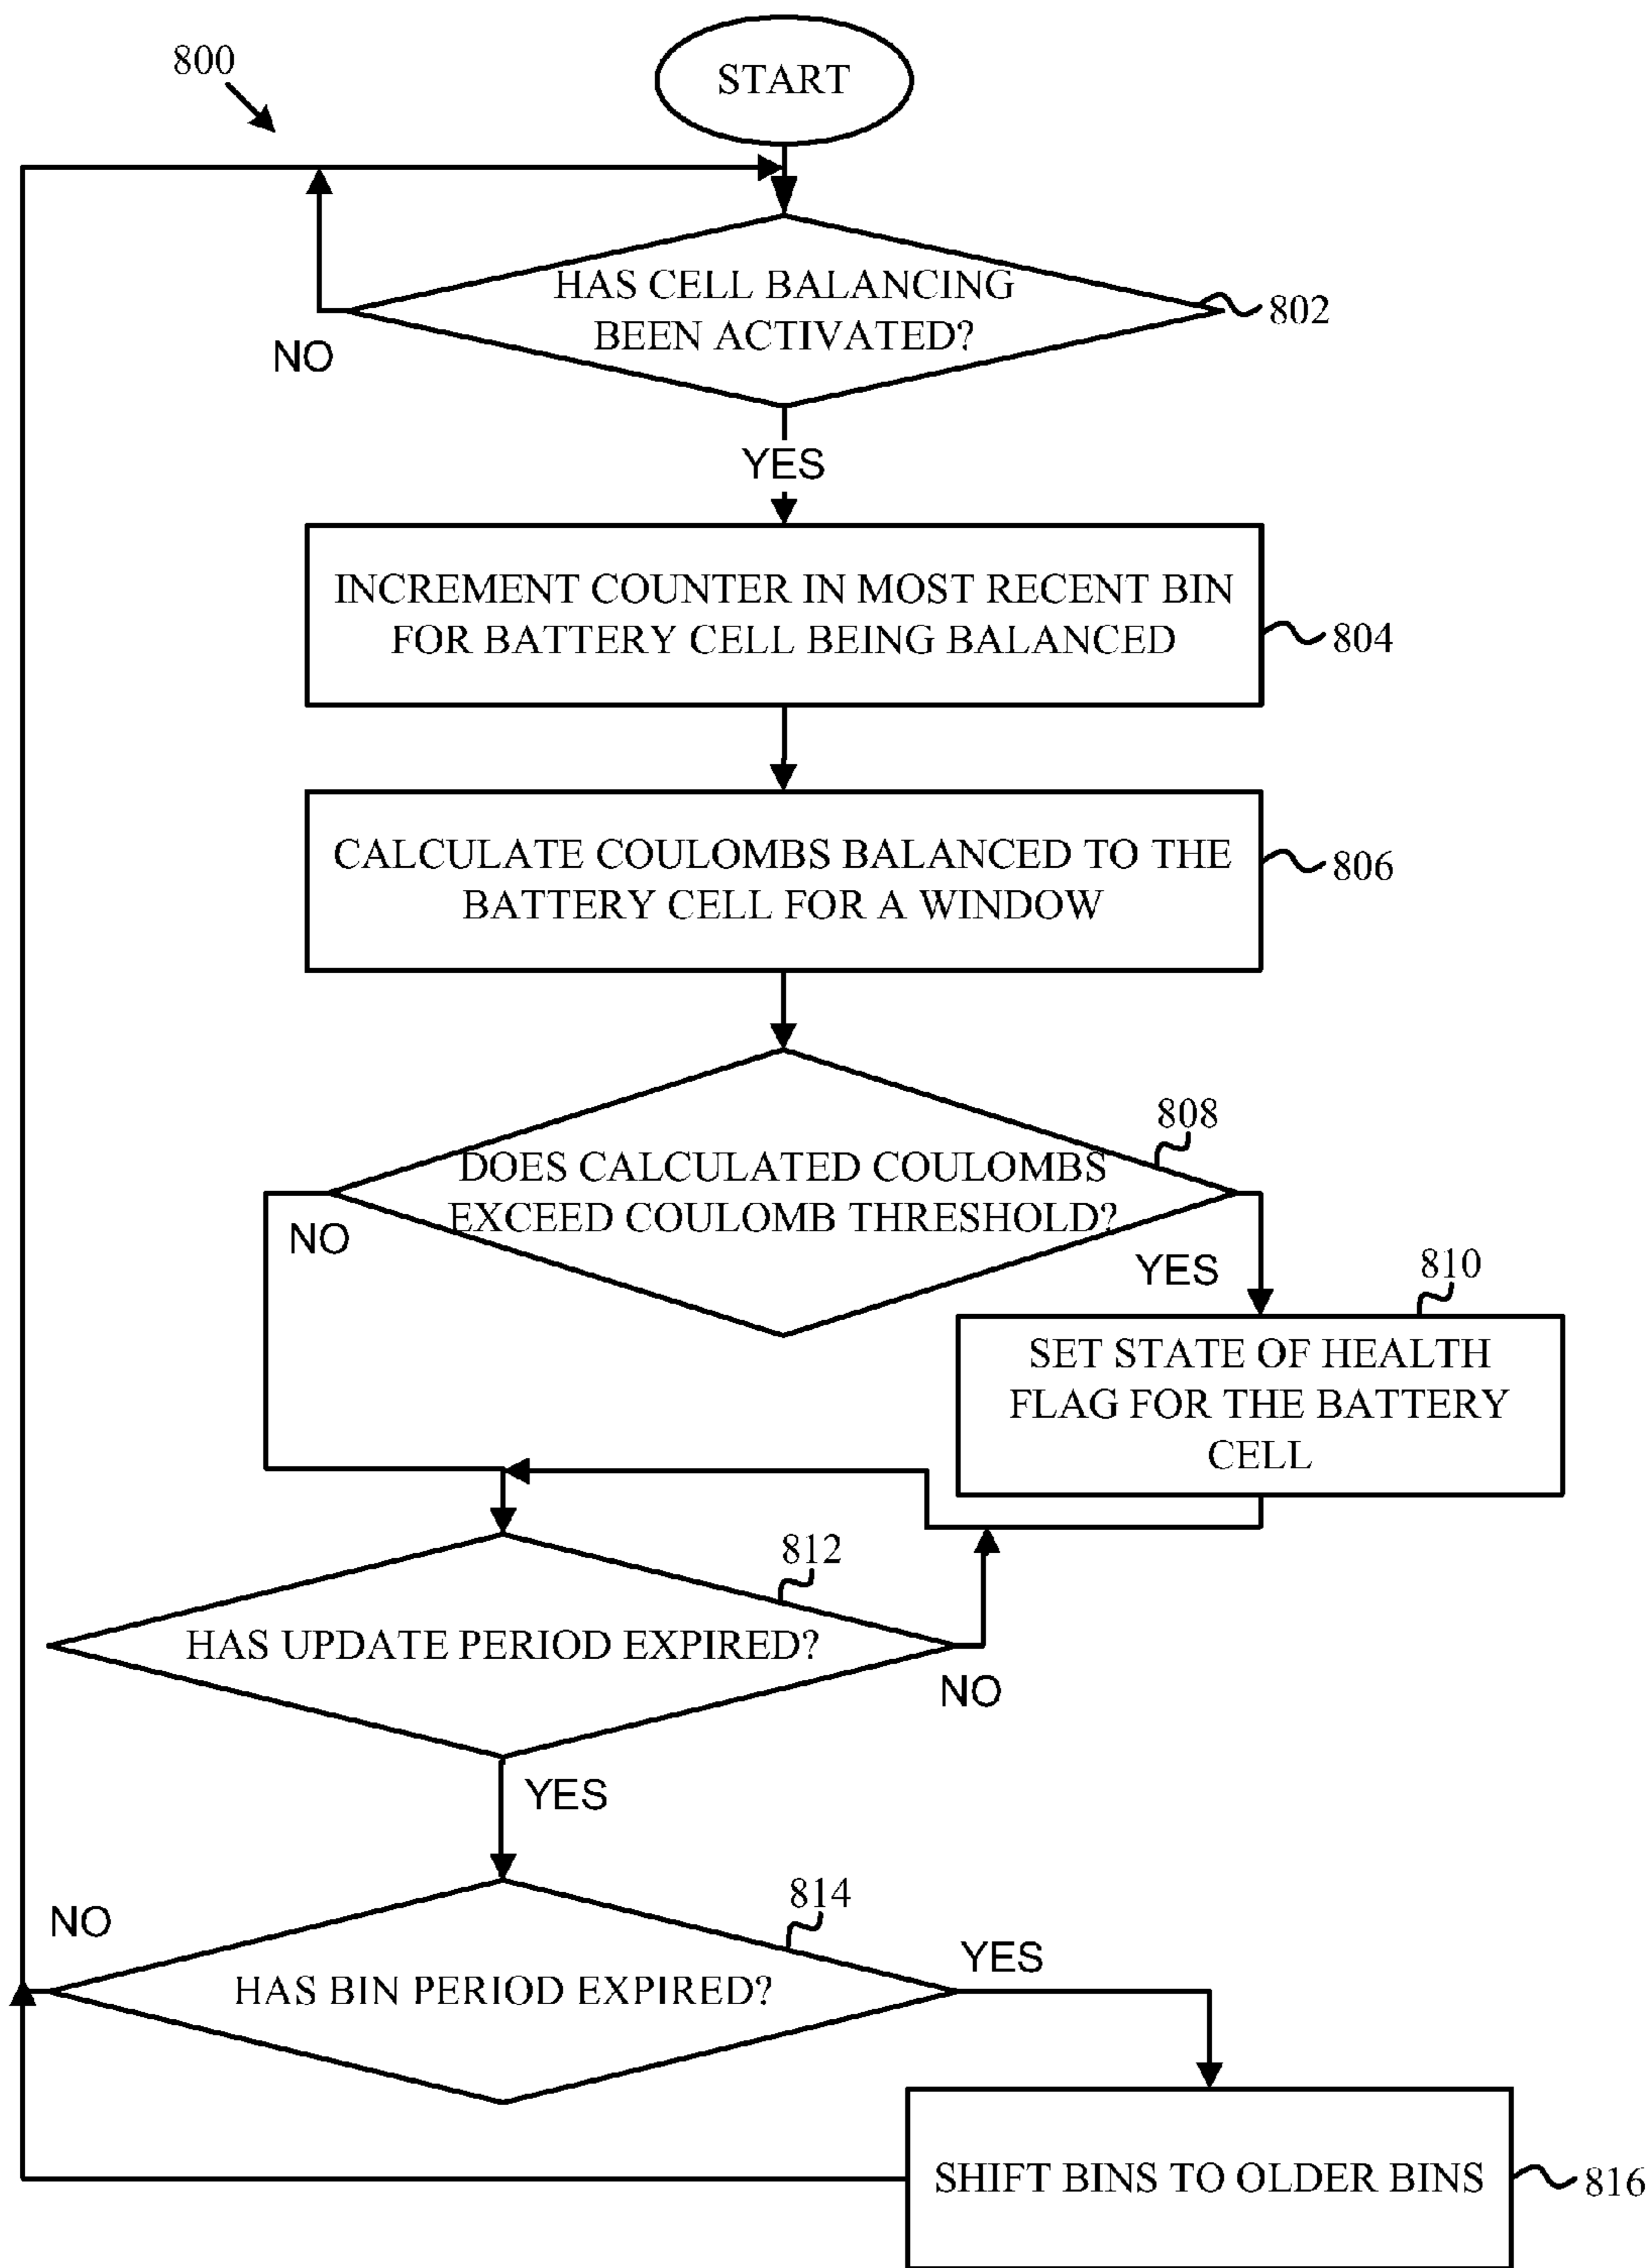 800
START
HAS CELL BALANCING
BEEN ACTIVATED?
802
NO
YES
INCREMENT COUNTER IN MOST RECENT BIN
FOR BATTERY CELL BEING BALANCED
804
CALCULATE COULOMBS BALANCED TO THE
BATTERY CELL FOR A WINDOW
806
808
DOES CALCULATED COULOMBS
EXCEED COULOMB THRESHOLD?
NO
YES
810
SET STATE OF HEALTH
FLAG FOR THE BATTERY
CELL
812
HAS UPDATE PERIOD EXPIRED?
NO
YES
814
NO
YES
HAS BIN PERIOD EXPIRED?
SHIFT BINS TO OLDER BINS
816